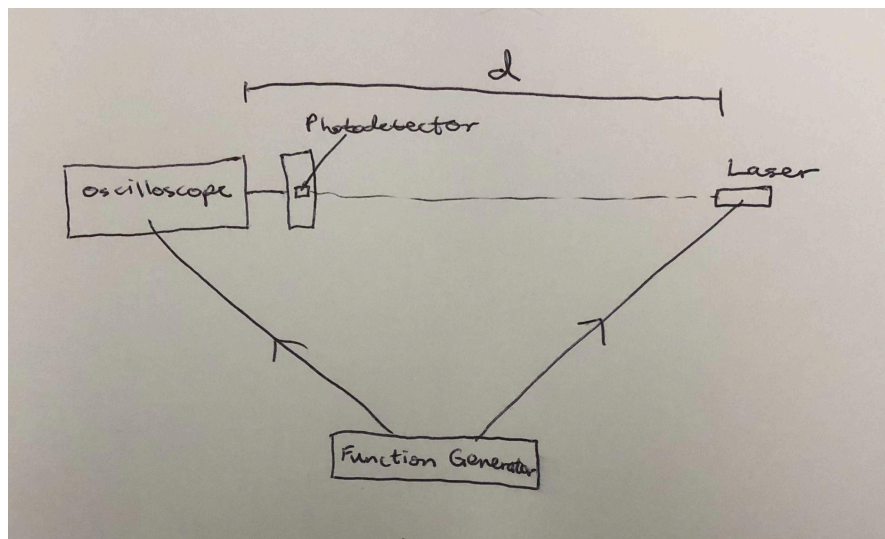 d
Photodetector
oscilloscope
Laser
Function Generator